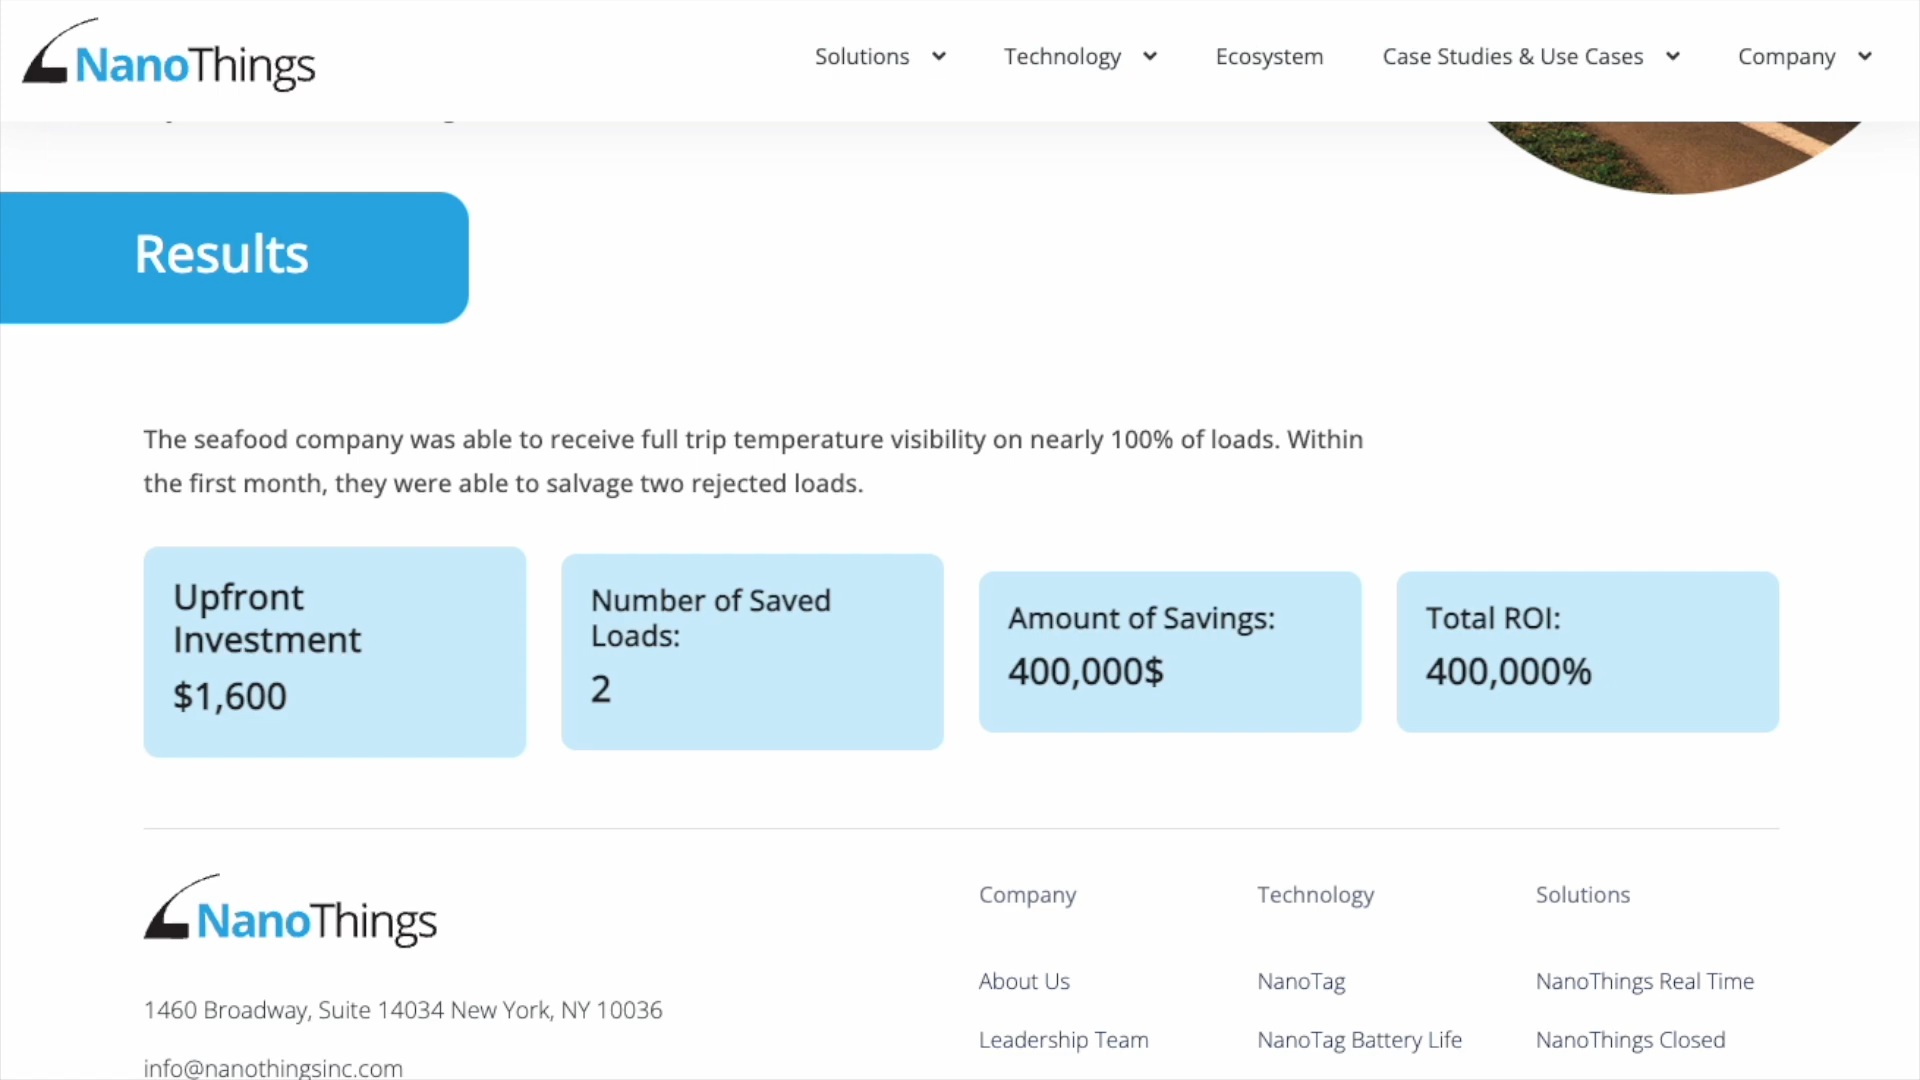 NanoThings
Solutions
Technology
Ecosystem
Case Studies & Use Cases
Company
Results
The seafood company was able to receive full trip temperature visibility on nearly 100% of loads. Within
the first month, they were able to salvage two rejected loads.
Upfront
Investment
$1,600
Number of Saved
Loads:
2
Amount of Savings:
400,000$
Total ROI:
400,000%
NanoThings
1460 Broadway, Suite 14034 New York, NY 10036
info@nanothingsinc.com
Company
About Us
Leadership Team
Technology
NanoTag
NanoTag Battery Life
Solutions
NanoThings Real Time
NanoThings Closed